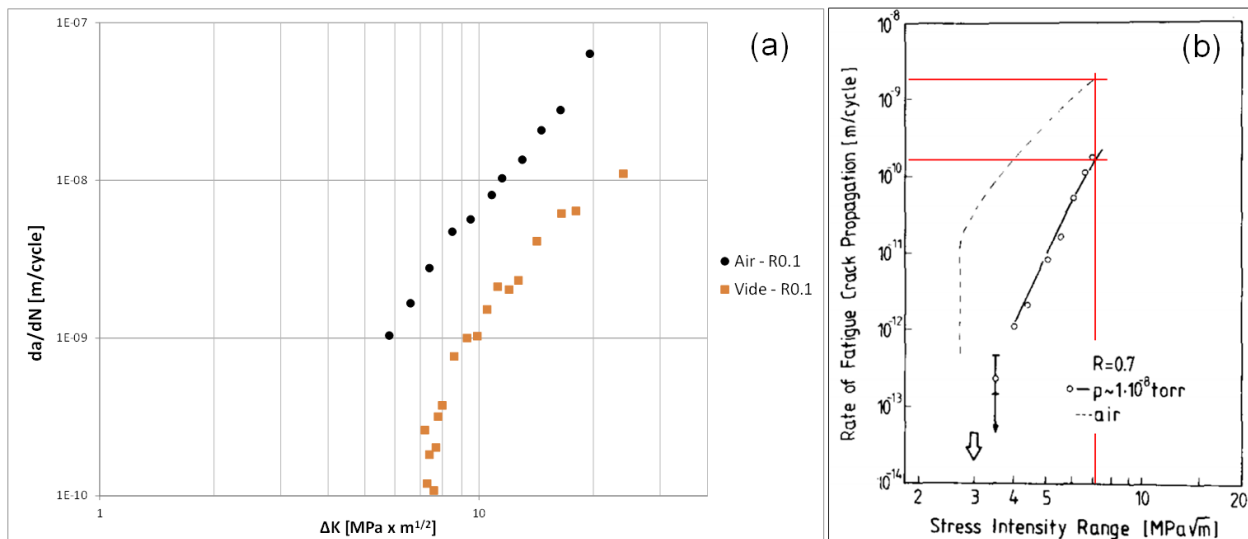 (a)
1E-07
1E-08
1E-09
1E-10
da/dN [m/cycle]
1
10
ΔK [MPa x m^1/2]
Air - R0.1
Vide - R0.1
(b)
Rate of Fatigue Crack Propagation [m/cycle]
10^-8
10^-9
10^-10
10^-11
10^-12
10^-13
10^-14
R=0.7
p~1·10^-8 torr
air
2 3 4 5 10 20
Stress Intensity Range [MPa√m]